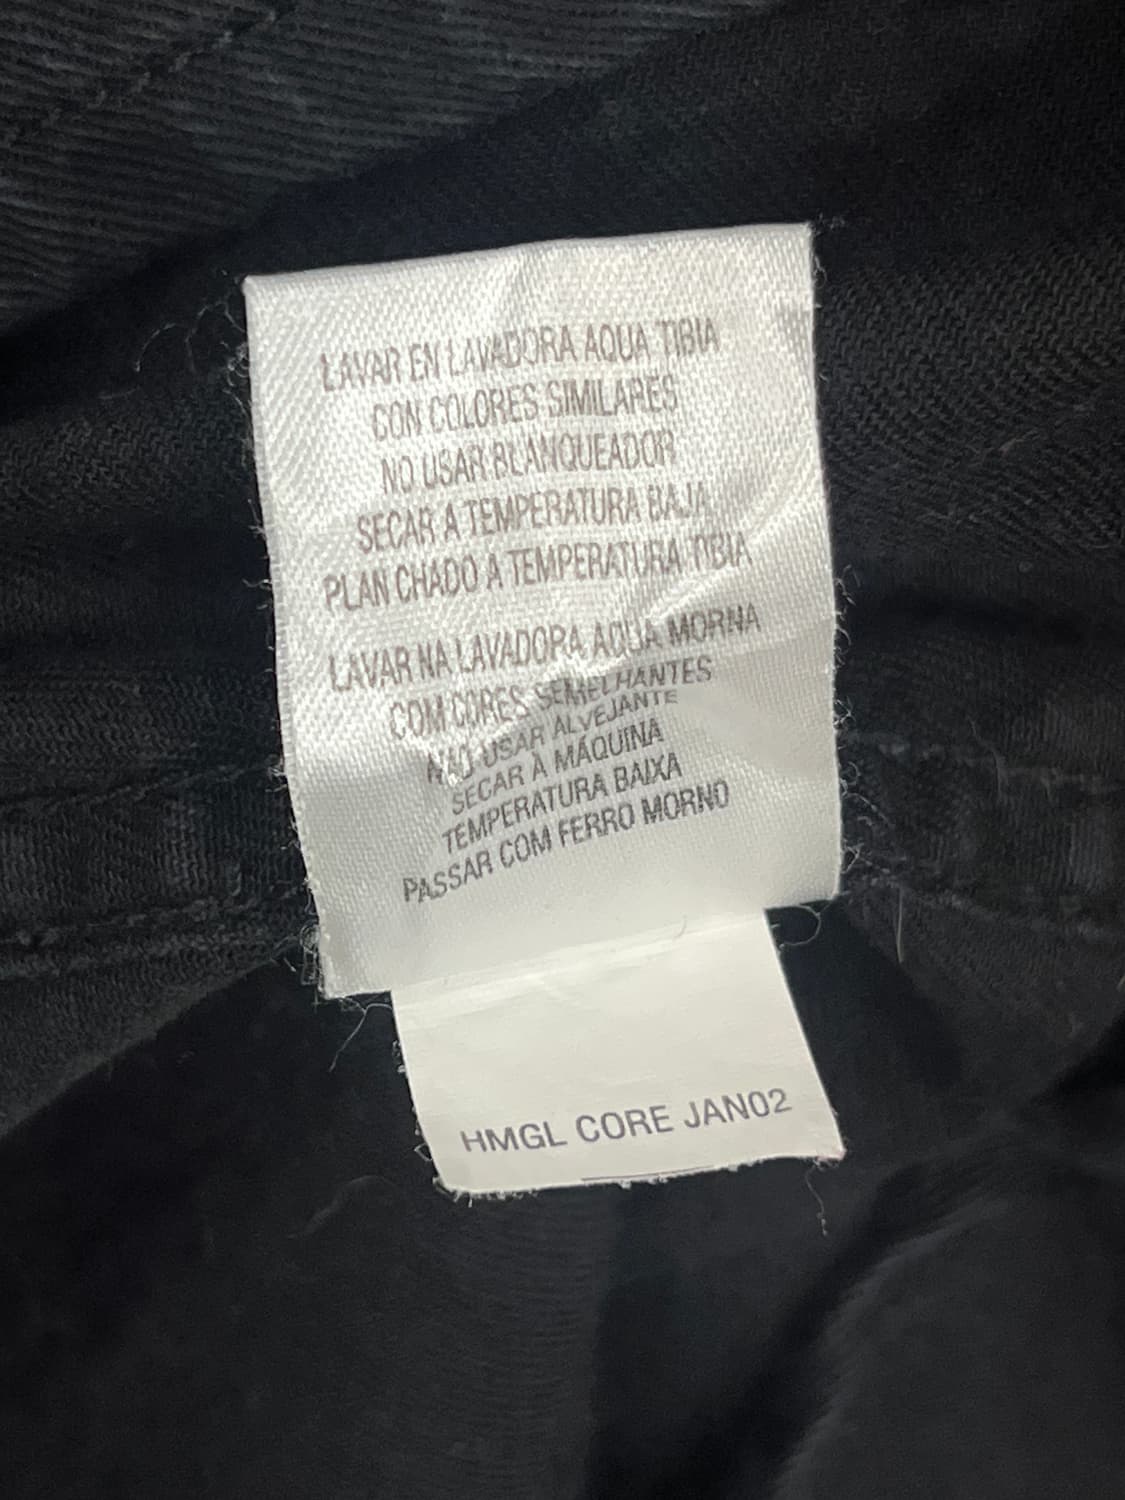 LAVAR EN LAVADORA AQUA TIBIA
CON COLORES SIMILARES
NO USAR BLANQUEADOR
SECAR A TEMPERATURA BAJA
PLAN CHADO A TEMPERATURA TIBIA
LAVAR NA LAVADORA AQUA MORNA
COM CORES SEMELHANTES
NÃO USAR ALVEJANTE
SECAR À MÁQUINA
TEMPERATURA BAIXA
PASSAR COM FERRO MORNO
HMGL CORE JAN02